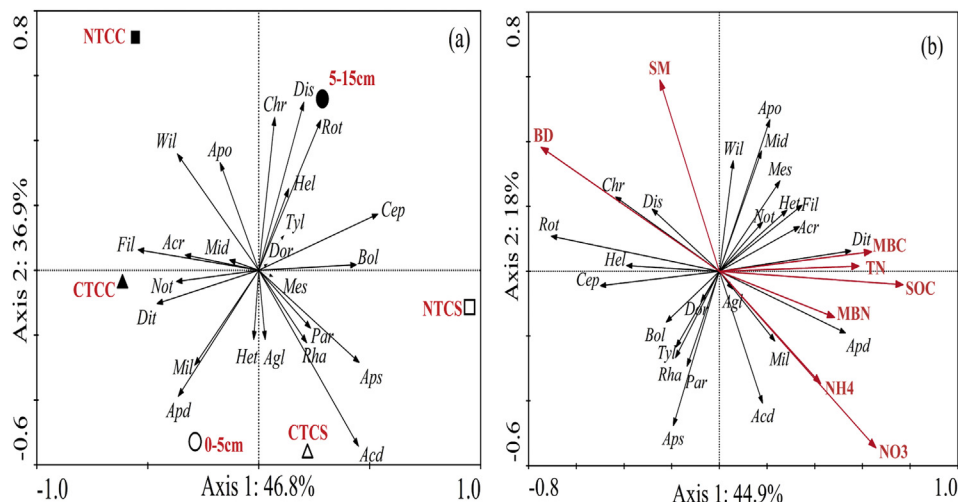 0.8
NTCC
(a)
5-15cm
Dis
Chr
Rot
Wil
Apo
Hel
Cep
Tyl
Fil
Acr
Mid
Dor
Bol
CTCC
Not
Mes
NTCS
Dit
Par
Het
Agl
Rha
Mil
Aps
Apd
0-5cm
CTCS
Acd
-0.6
-1.0
1.0
Axis 1: 46.8%
Axis 2: 36.9%
0.8
(b)
SM
BD
Apo
Wil
Mid
Mes
Chr
Dis
Het
Fil
Not
Acr
Rot
Dit
MBC
Hel
TN
Cep
SOC
Dor
Agl
MBN
Bol
Apd
Tyl
Mil
Rha
Par
NH4
Acd
Aps
NO3
-0.6
-0.8
1.0
Axis 1: 44.9%
Axis 2: 18%